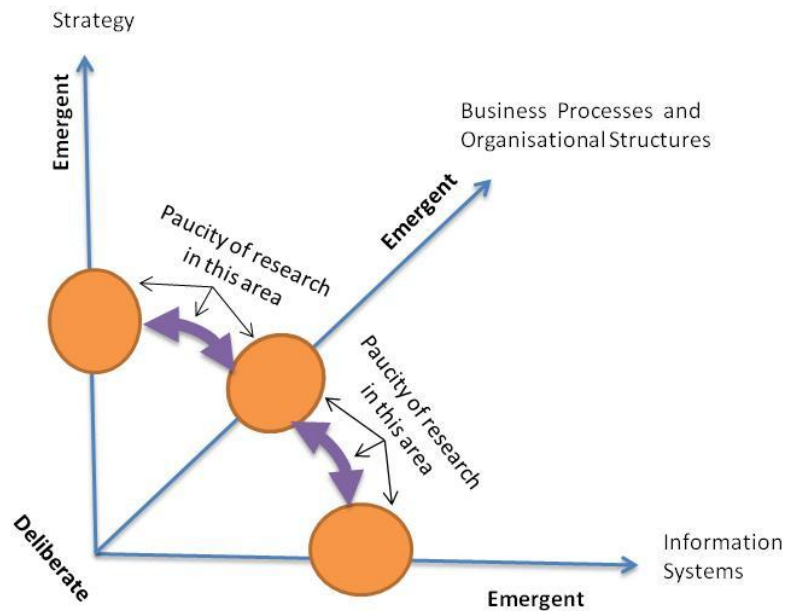 Strategy
Emergent
Business Processes and
Organisational Structures
Emergent
Paucity of research
in this area
Paucity of research
in this area
Deliberate
Information
Systems
Emergent